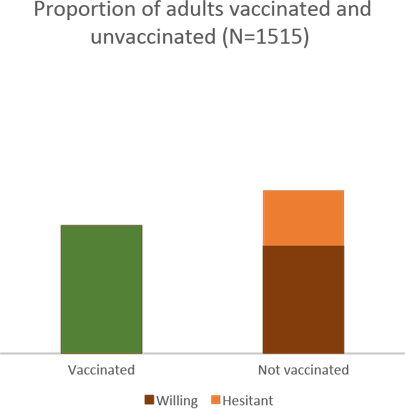 Proportion of adults vaccinated and
unvaccinated (N=1515)
Vaccinated
Not vaccinated
Willing
Hesitant